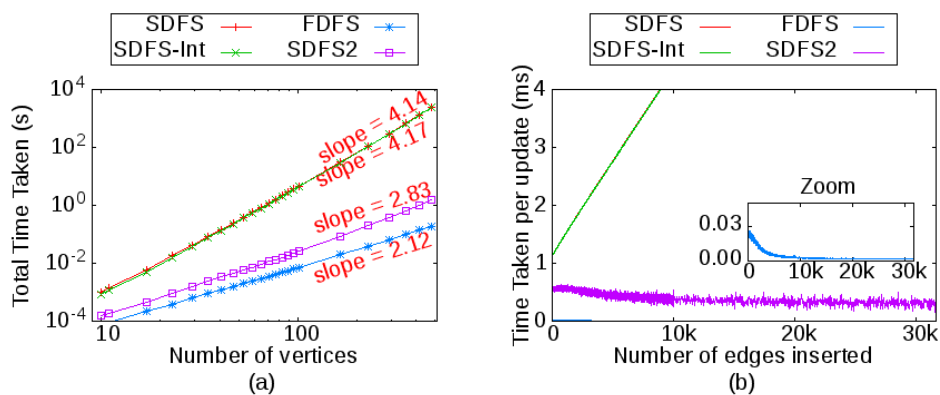 SDFS
FDFS
SDFS-Int
SDFS2
Total Time Taken (s)
10^4
10^2
10^0
10^-2
10^-4
slope = 4.14
slope = 4.17
slope = 2.83
slope = 2.12
10
100
Number of vertices
(a)
SDFS
FDFS
SDFS-Int
SDFS2
Time Taken per update (ms)
4
3
2
1
0
Zoom
0.03
0.00
0
10k
20k
30k
0
10k
20k
30k
Number of edges inserted
(b)